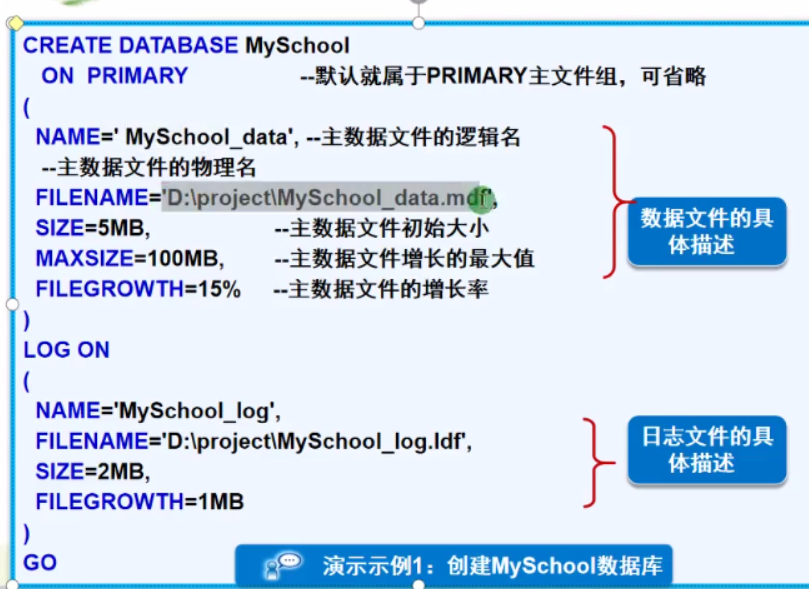 CREATE DATABASE MySchool
ON PRIMARY --默认就属于PRIMARY主文件组，可省略
(
NAME=' MySchool_data', --主数据文件的逻辑名
--主数据文件的物理名
FILENAME='D:\project\MySchool_data.mdf',
SIZE=5MB, --主数据文件初始大小
MAXSIZE=100MB, --主数据文件增长的最大值
FILEGROWTH=15% --主数据文件的增长率
)
数据文件的具
体描述
LOG ON
(
NAME='MySchool_log',
FILENAME='D:\project\MySchool_log.ldf',
SIZE=2MB,
FILEGROWTH=1MB
)
日志文件的具
体描述
GO
演示示例1：创建MySchool数据库